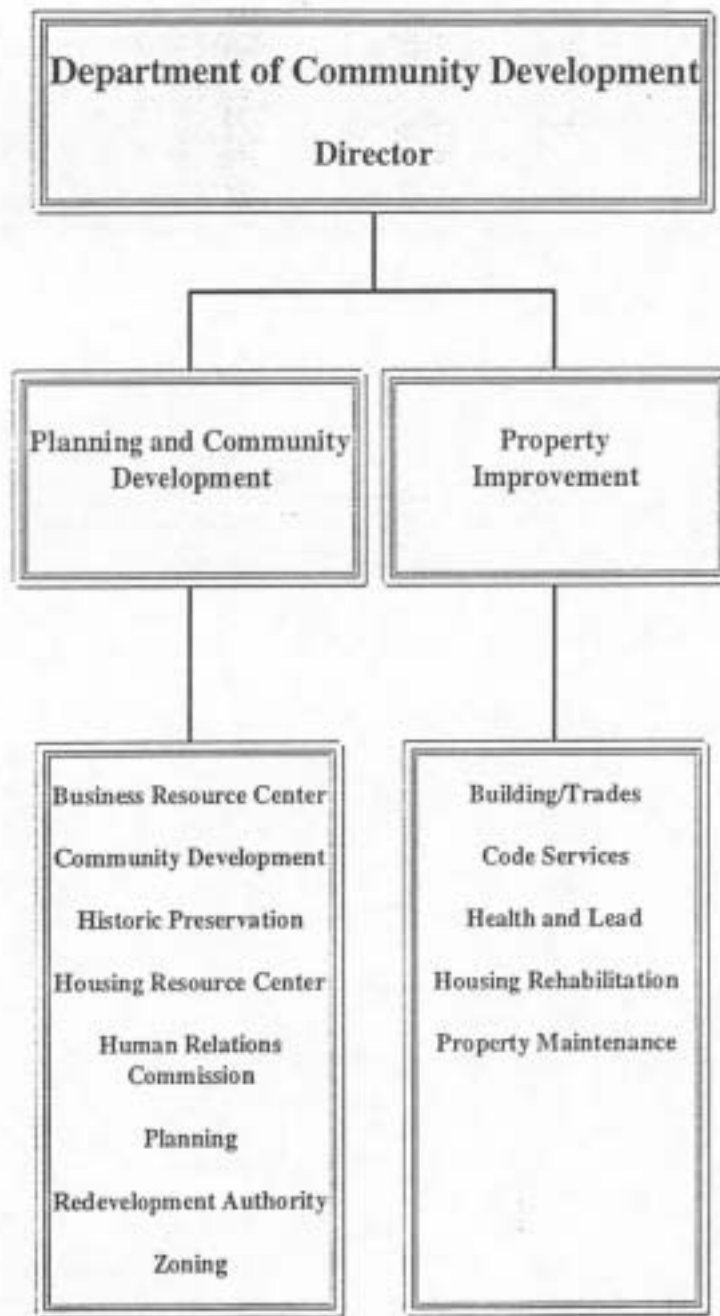 Department of Community Development
Director
Planning and Community
Development
Property
Improvement
Business Resource Center
Community Development
Historic Preservation
Housing Resource Center
Human Relations
Commission
Planning
Redevelopment Authority
Zoning
Building/Trades
Code Services
Health and Lead
Housing Rehabilitation
Property Maintenance